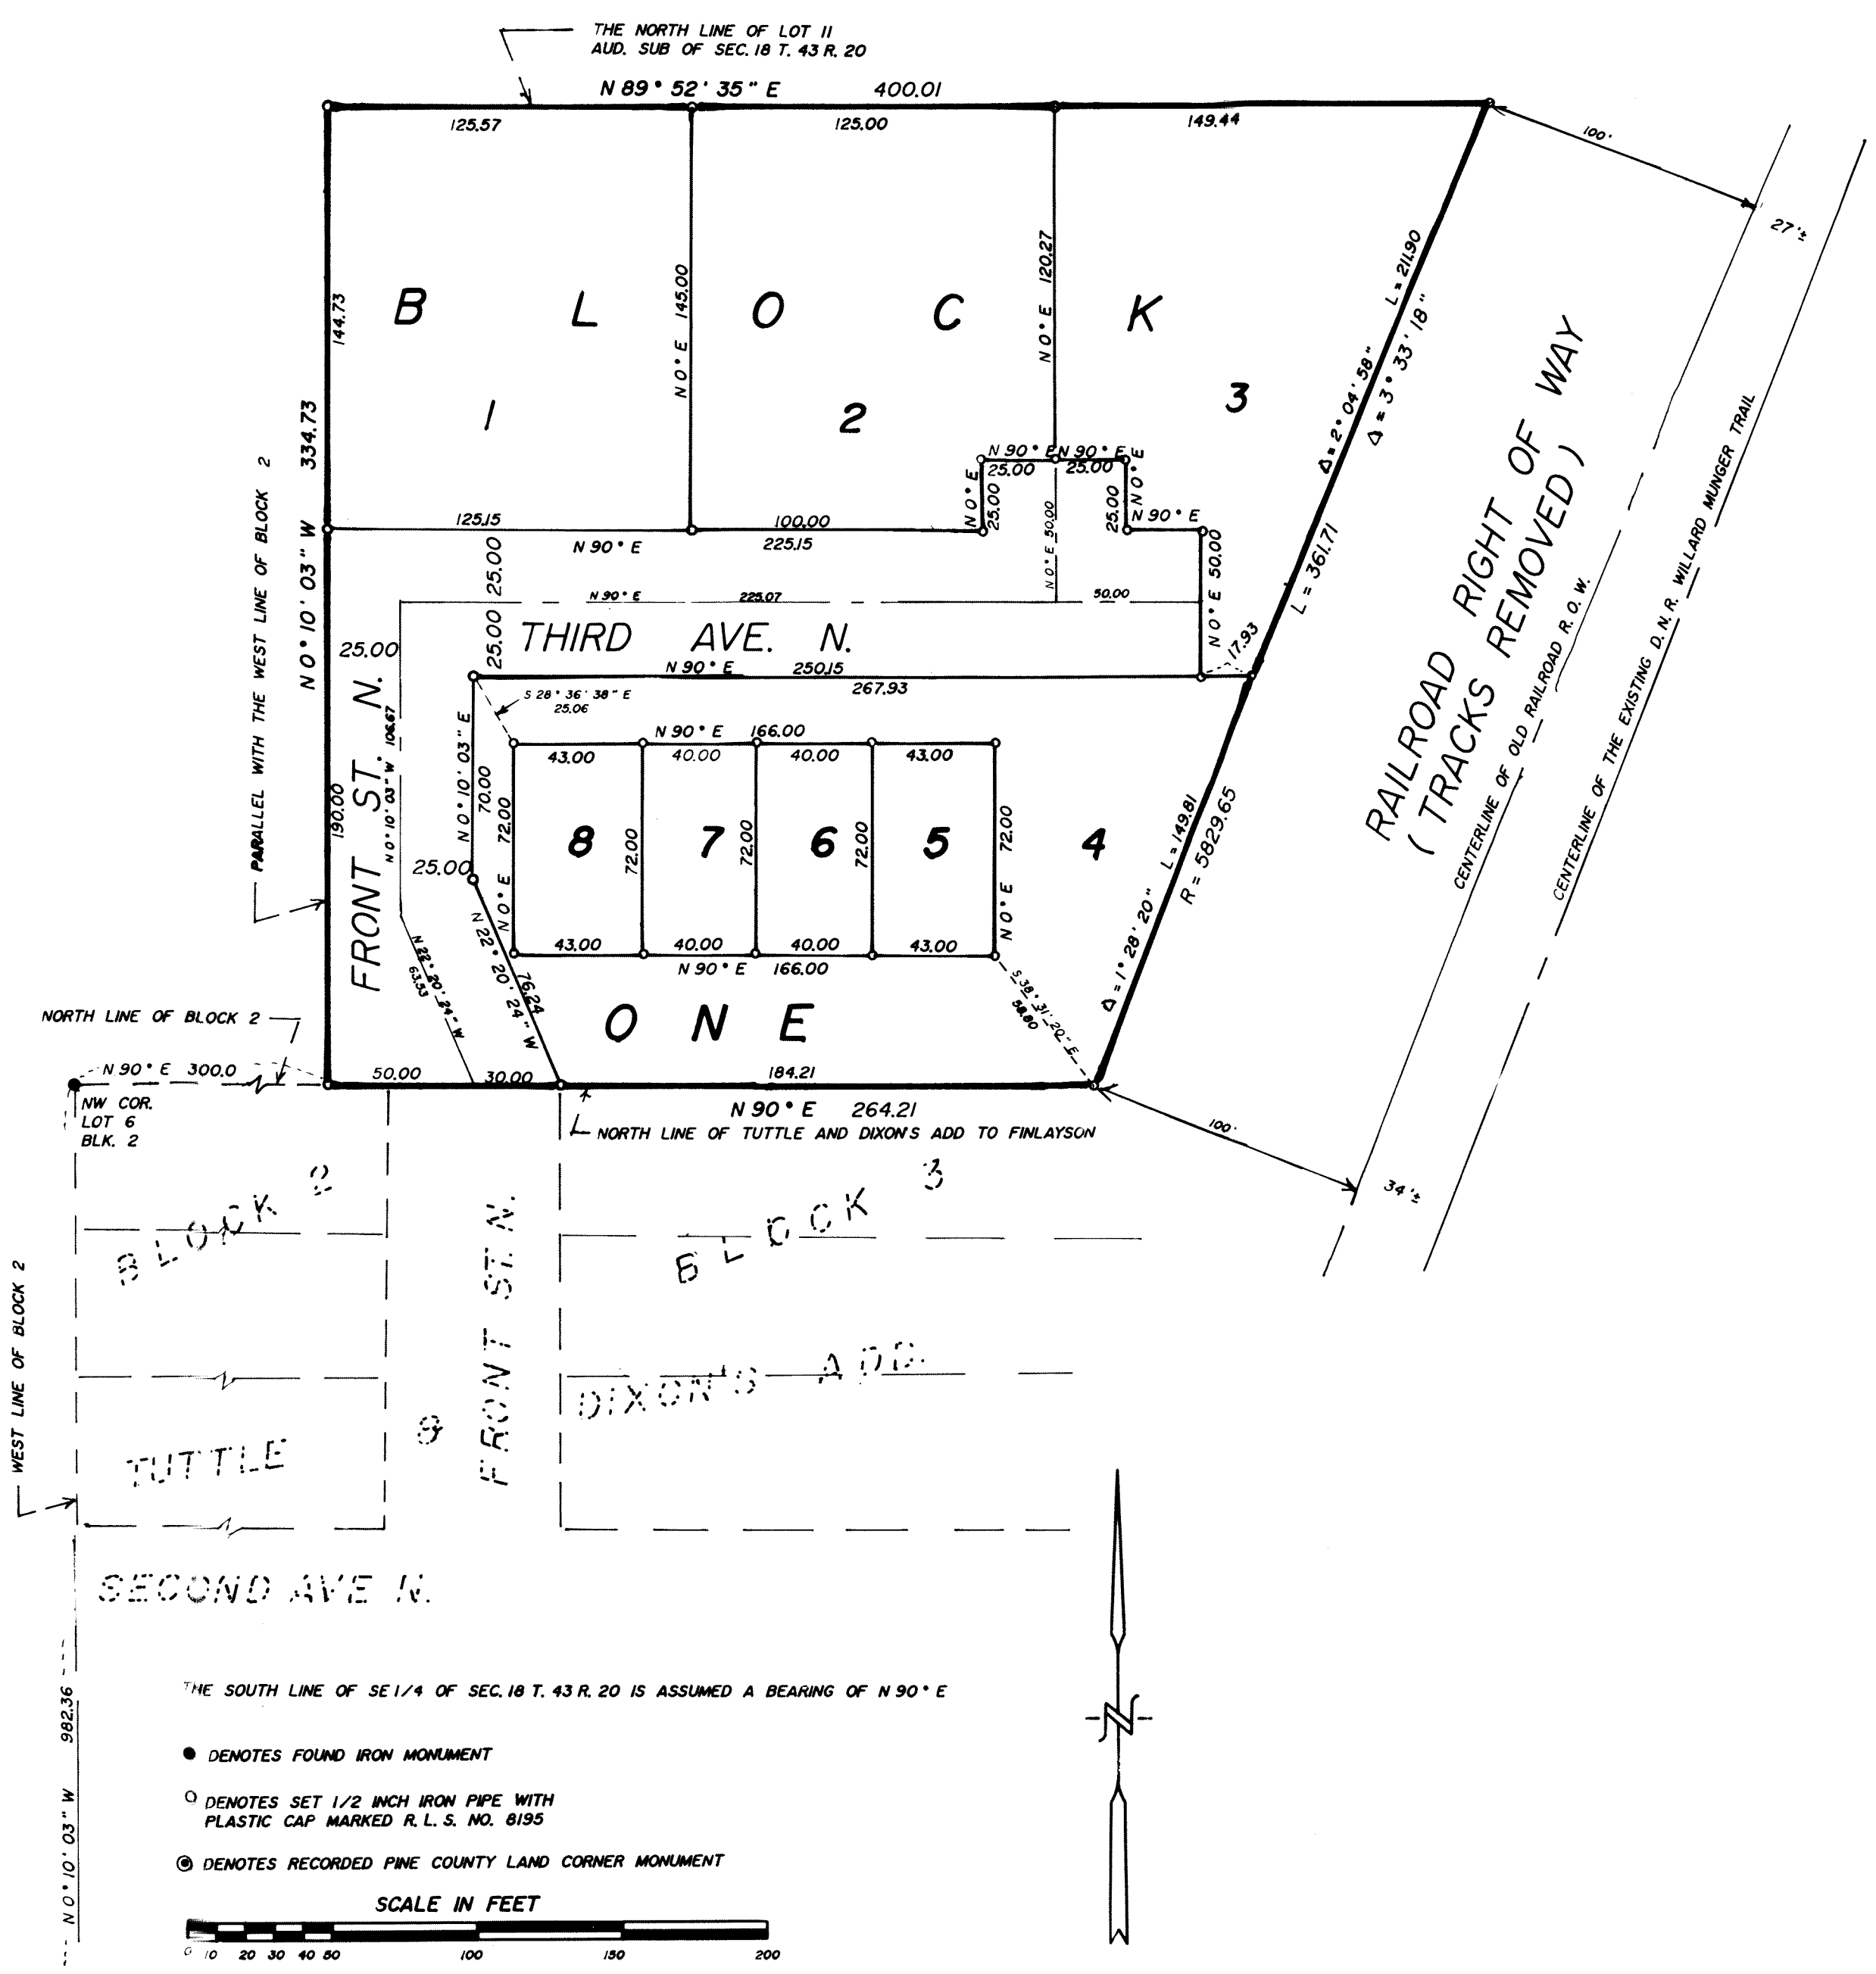 THE NORTH LINE OF LOT 11
AUD. SUB OF SEC. 18 T. 43 R. 20
N 89° 52' 35" E 400.01
125.57
125.00
149.44
100'
27'±
144.73
N 0° E 145.00
N 0° E 120.27
L = 211.90
Δ = 2° 04' 58"
Δ = 3° 33' 18"
B L O C K
1
2
3
PARALLEL WITH THE WEST LINE OF BLOCK 2
N 0° 10' 03" W 334.73
N 90° E
25.00
N 90° E
25.00
N 0° E
25.00
25.00
N 0° E
N 90° E
125.15
100.00
N 90° E 225.15
N 0° E 50.00
N 0° E 50.00
25.00 25.00
N 90° E 225.07
50.00
THIRD AVE. N.
25.00
17.93
L = 361.71
N 90° E 250.15
267.93
S 28° 36' 38" E
25.06
RAILROAD RIGHT OF WAY
(TRACKS REMOVED)
CENTERLINE OF OLD RAILROAD R. O. W.
CENTERLINE OF THE EXISTING D. N. R. WILLARD MUNGER TRAIL
FRONT ST. N.
190.00
N 0° 10' 03" W 106.67
N 0° 10' 03" E
70.00
25.00
N 90° E 166.00
43.00
40.00
40.00
43.00
N 0° E 72.00
72.00
72.00
72.00
N 0° E 72.00
8
7
6
5
4
43.00
40.00
40.00
43.00
N 90° E 166.00
L = 149.81
R = 5829.65
Δ = 1° 28' 20"
N 22° 20' 24" W
63.53
N 22° 20' 24" W
76.24
S 38° 31' 20" E
58.80
O N E
NORTH LINE OF BLOCK 2
N 90° E 300.0
50.00
30.00
184.21
NW COR.
LOT 6
BLK. 2
N 90° E 264.21
NORTH LINE OF TUTTLE AND DIXON'S ADD TO FINLAYSON
100'
34'±
BLOCK 2
BLOCK 3
FRONT ST. N.
WEST LINE OF BLOCK 2
TUTTLE & DIXON'S ADD.
SECOND AVE N.
N 0° 10' 03" W 982.36
THE SOUTH LINE OF SE 1/4 OF SEC. 18 T. 43 R. 20 IS ASSUMED A BEARING OF N 90° E
DENOTES FOUND IRON MONUMENT
DENOTES SET 1/2 INCH IRON PIPE WITH
PLASTIC CAP MARKED R. L. S. NO. 8195
DENOTES RECORDED PINE COUNTY LAND CORNER MONUMENT
N
SCALE IN FEET
0 10 20 30 40 50 100 150 200